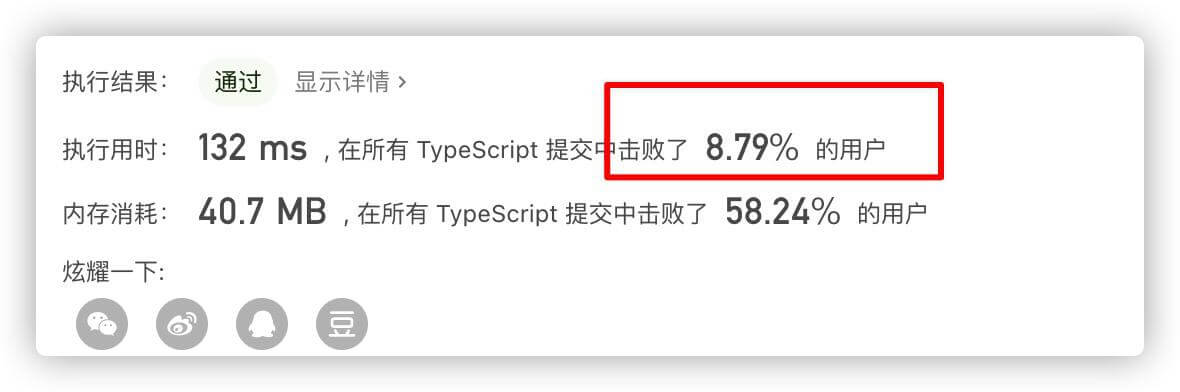 执行结果： 通过 显示详情 >
执行用时： 132 ms , 在所有 TypeScript 提交中击败了 8.79% 的用户
内存消耗： 40.7 MB , 在所有 TypeScript 提交中击败了 58.24% 的用户
炫耀一下:
豆